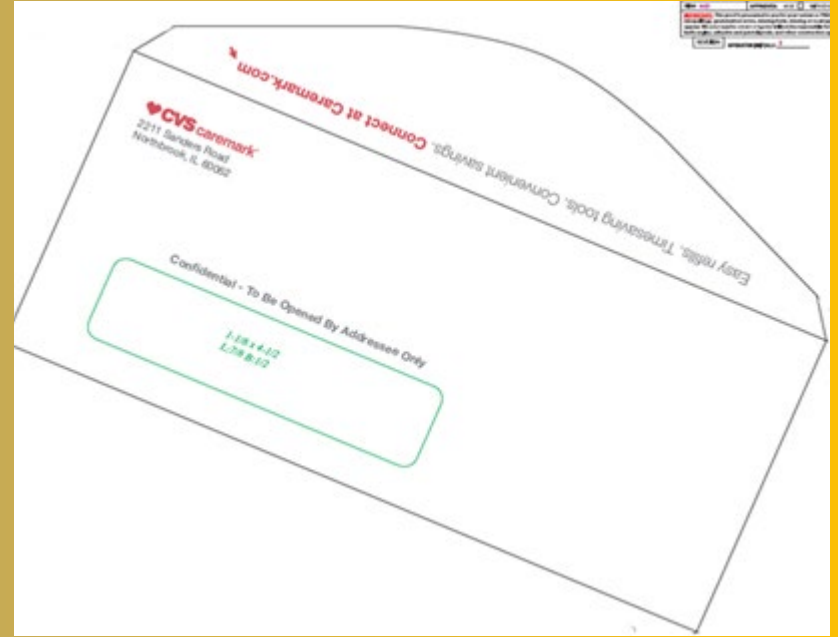 Easy refills. Timesaving tools. Convenient savings. Connect at Caremark.com
CVS caremark
2211 Sanders Road
Northbrook, IL 60062
Confidential - To Be Opened By Addressee Only
1-1/8 x 4-1/2
L:7/8 B:1/2